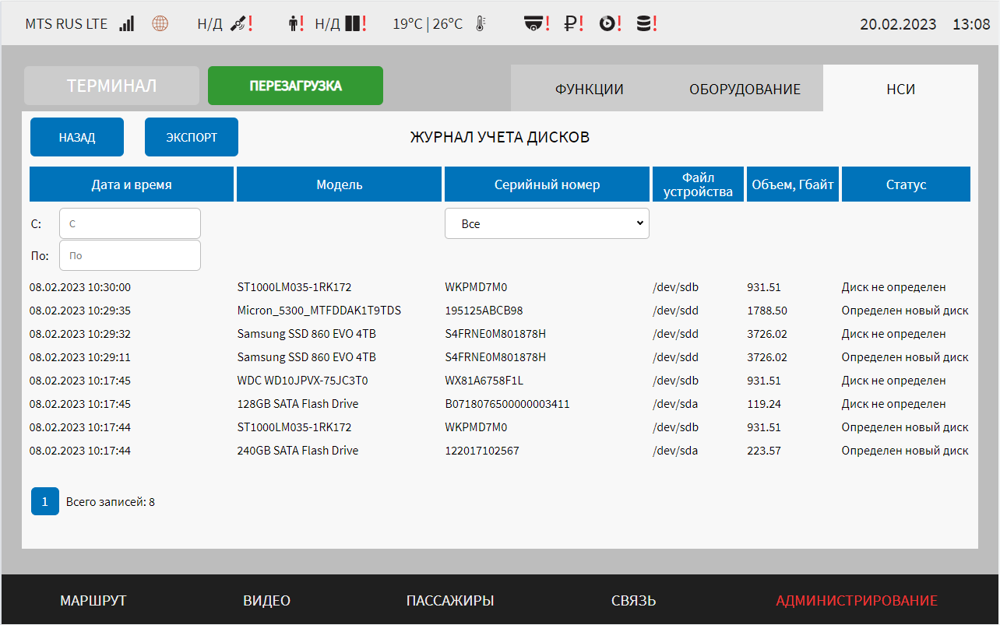 MTS RUS LTE Н/Д ! ! Н/Д ! 19°C | 26°C ! ₽! ! ! 20.02.2023 13:08
ТЕРМИНАЛ ПЕРЕЗАГРУЗКА ФУНКЦИИ ОБОРУДОВАНИЕ НСИ
НАЗАД ЭКСПОРТ ЖУРНАЛ УЧЕТА ДИСКОВ
Дата и время Модель Серийный номер Файл устройства Объем, Гбайт Статус
С: С Все
По: По
08.02.2023 10:30:00 ST1000LM035-1RK172 WKPMD7M0 /dev/sdb 931.51 Диск не определен
08.02.2023 10:29:35 Micron_5300_MTFDDAK1T9TDS 195125ABCB98 /dev/sdd 1788.50 Определен новый диск
08.02.2023 10:29:32 Samsung SSD 860 EVO 4TB S4FRNE0M801878H /dev/sdd 3726.02 Диск не определен
08.02.2023 10:29:11 Samsung SSD 860 EVO 4TB S4FRNE0M801878H /dev/sdd 3726.02 Определен новый диск
08.02.2023 10:17:45 WDC WD10JPVX-75JC3T0 WX81A6758F1L /dev/sdb 931.51 Диск не определен
08.02.2023 10:17:45 128GB SATA Flash Drive B0718076500000003411 /dev/sda 119.24 Диск не определен
08.02.2023 10:17:44 ST1000LM035-1RK172 WKPMD7M0 /dev/sdb 931.51 Определен новый диск
08.02.2023 10:17:44 240GB SATA Flash Drive 122017102567 /dev/sda 223.57 Определен новый диск
1 Всего записей: 8
МАРШРУТ ВИДЕО ПАССАЖИРЫ СВЯЗЬ АДМИНИСТРИРОВАНИЕ